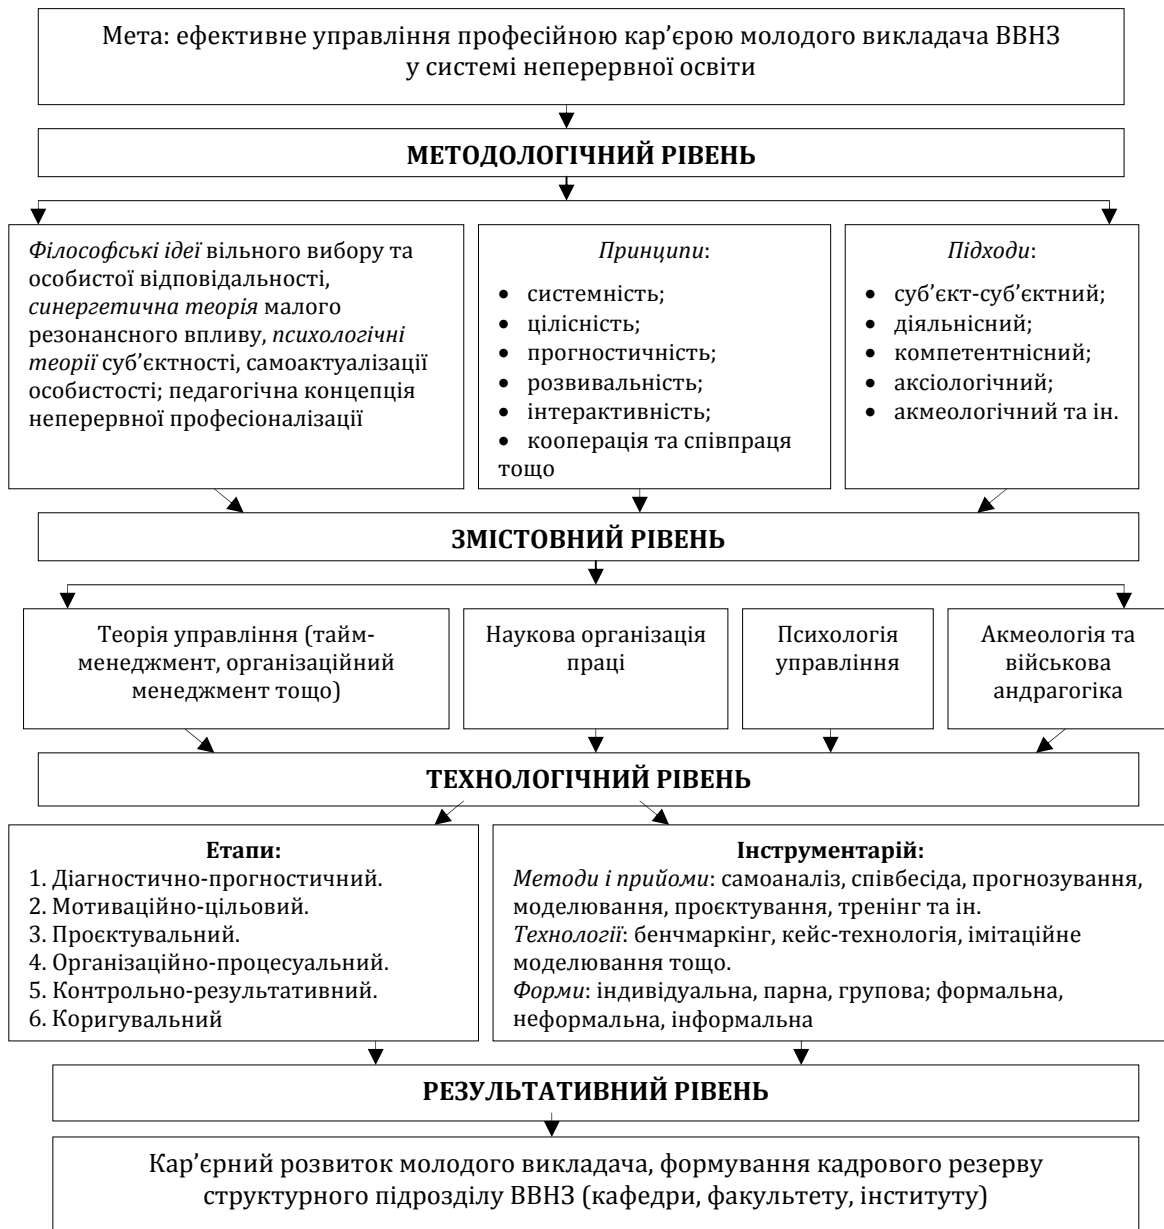 Мета: ефективне управління професійною кар’єрою молодого викладача ВВНЗ
у системі неперервної освіти
МЕТОДОЛОГІЧНИЙ РІВЕНЬ
Філософські ідеї вільного вибору та
особистої відповідальності,
синергетична теорія малого
резонансного впливу, психологічні
теорії суб’єктності, самоактуалізації
особистості; педагогічна концепція
неперервної професіоналізації
Принципи:
• системність;
• цілісність;
• прогностичність;
• розвивальність;
• інтерактивність;
• кооперація та співпраця
тощо
Підходи:
• суб’єкт-суб’єктний;
• діяльнісний;
• компетентнісний;
• аксіологічний;
• акмеологічний та ін.
ЗМІСТОВНИЙ РІВЕНЬ
Теорія управління (тайм-
менеджмент, організаційний
менеджмент тощо)
Наукова організація
праці
Психологія
управління
Акмеологія та
військова
андрагогіка
ТЕХНОЛОГІЧНИЙ РІВЕНЬ
Етапи:
1. Діагностично-прогностичний.
2. Мотиваційно-цільовий.
3. Проєктувальний.
4. Організаційно-процесуальний.
5. Контрольно-результативний.
6. Коригувальний
Інструментарій:
Методи і прийоми: самоаналіз, співбесіда, прогнозування,
моделювання, проєктування, тренінг та ін.
Технології: бенчмаркінг, кейс-технологія, імітаційне
моделювання тощо.
Форми: індивідуальна, парна, групова; формальна,
неформальна, інформальна
РЕЗУЛЬТАТИВНИЙ РІВЕНЬ
Кар’єрний розвиток молодого викладача, формування кадрового резерву
структурного підрозділу ВВНЗ (кафедри, факультету, інституту)